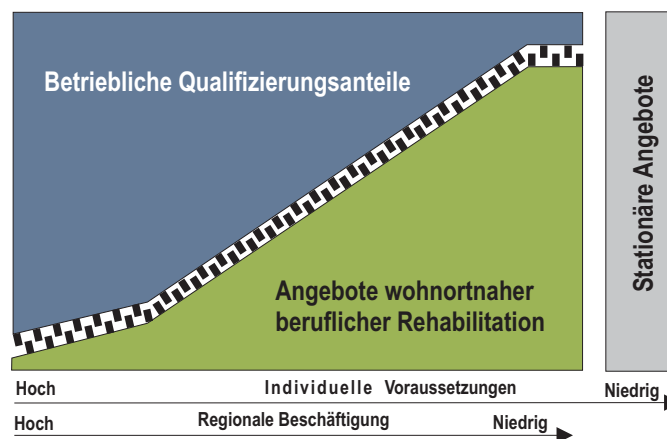 Betriebliche Qualifizierungsanteile
Angebote wohnortnaher
beruflicher Rehabilitation
Stationäre Angebote
Hoch Individuelle Voraussetzungen Niedrig
Hoch Regionale Beschäftigung Niedrig